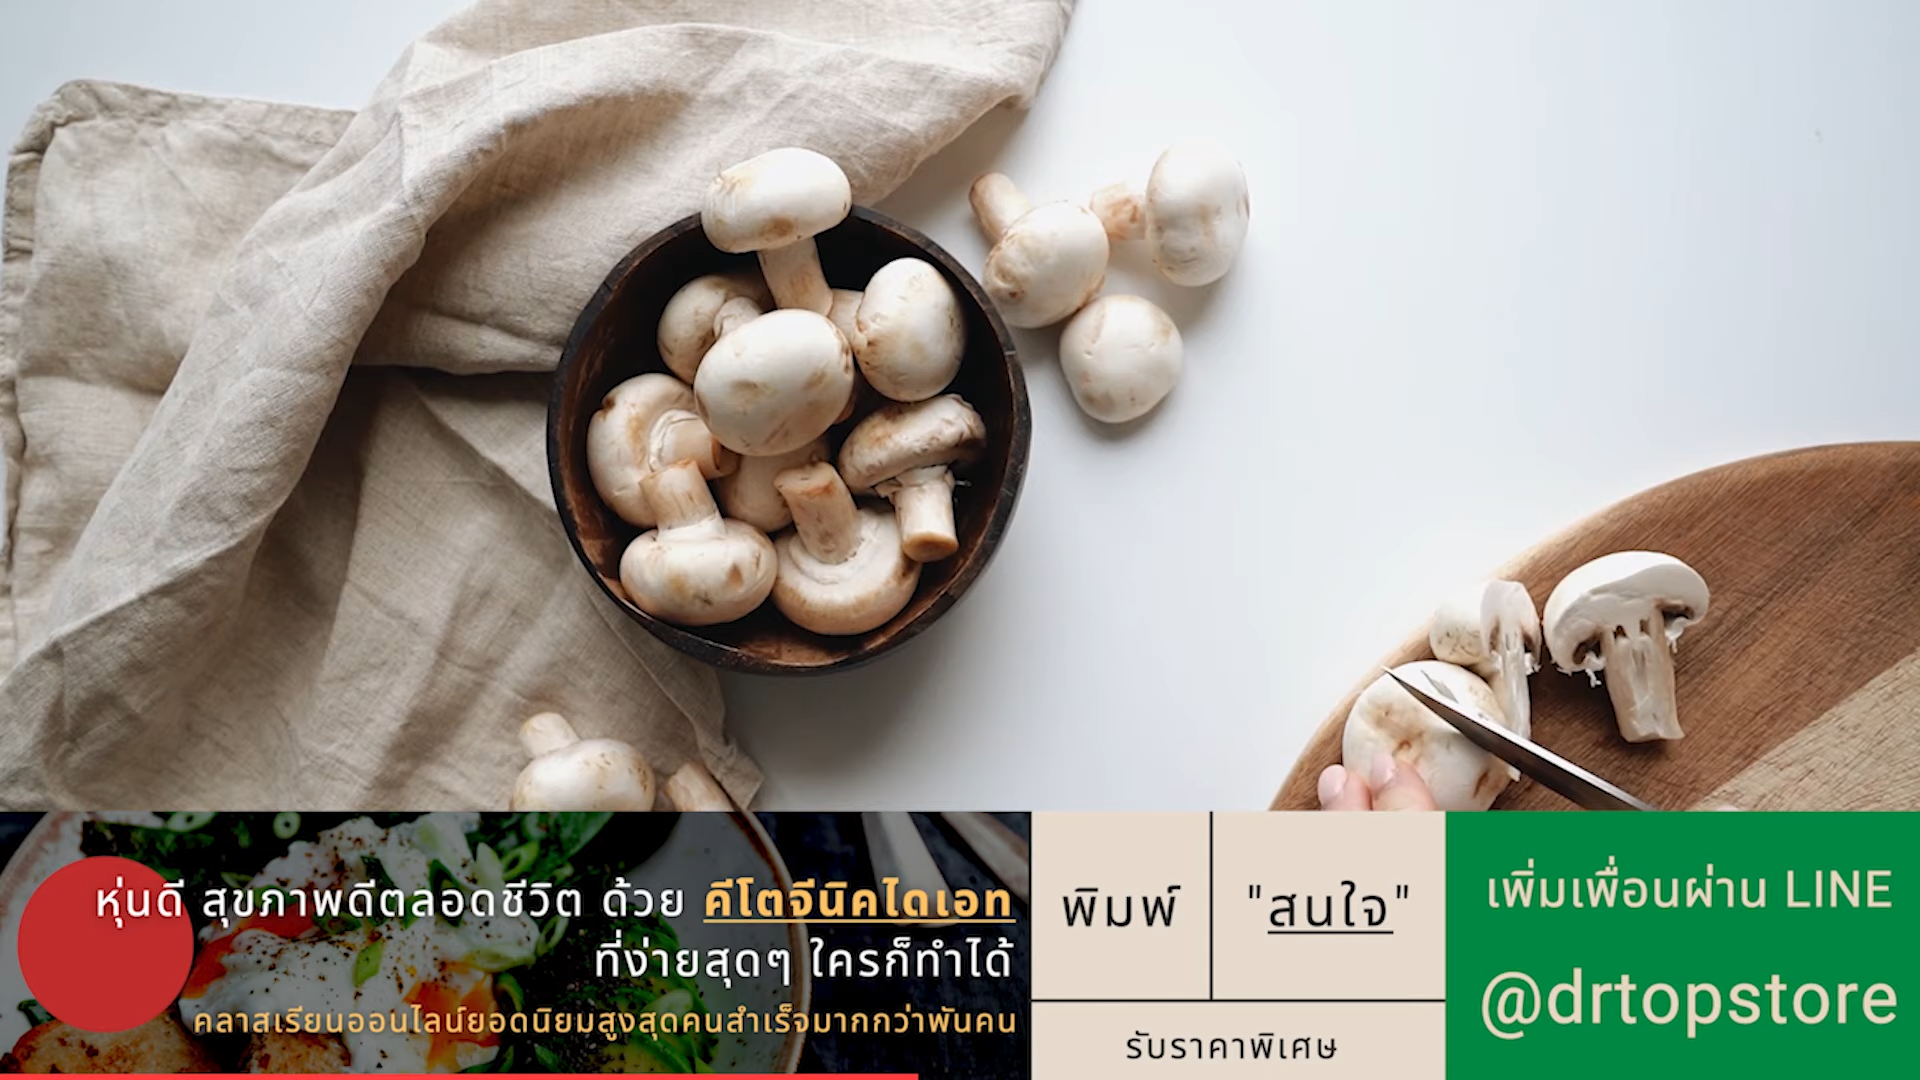 หุ่นดี สุขภาพดีตลอดชีวิต ด้วย คีโตจีนิคไดเอท
ที่ง่ายสุดๆ ใครก็ทำได้
คลาสเรียนออนไลน์ยอดนิยมสูงสุดคนสำเร็จมากกว่าพันคน
พิมพ์
"สนใจ"
รับราคาพิเศษ
เพิ่มเพื่อนผ่าน LINE
@drtopstore